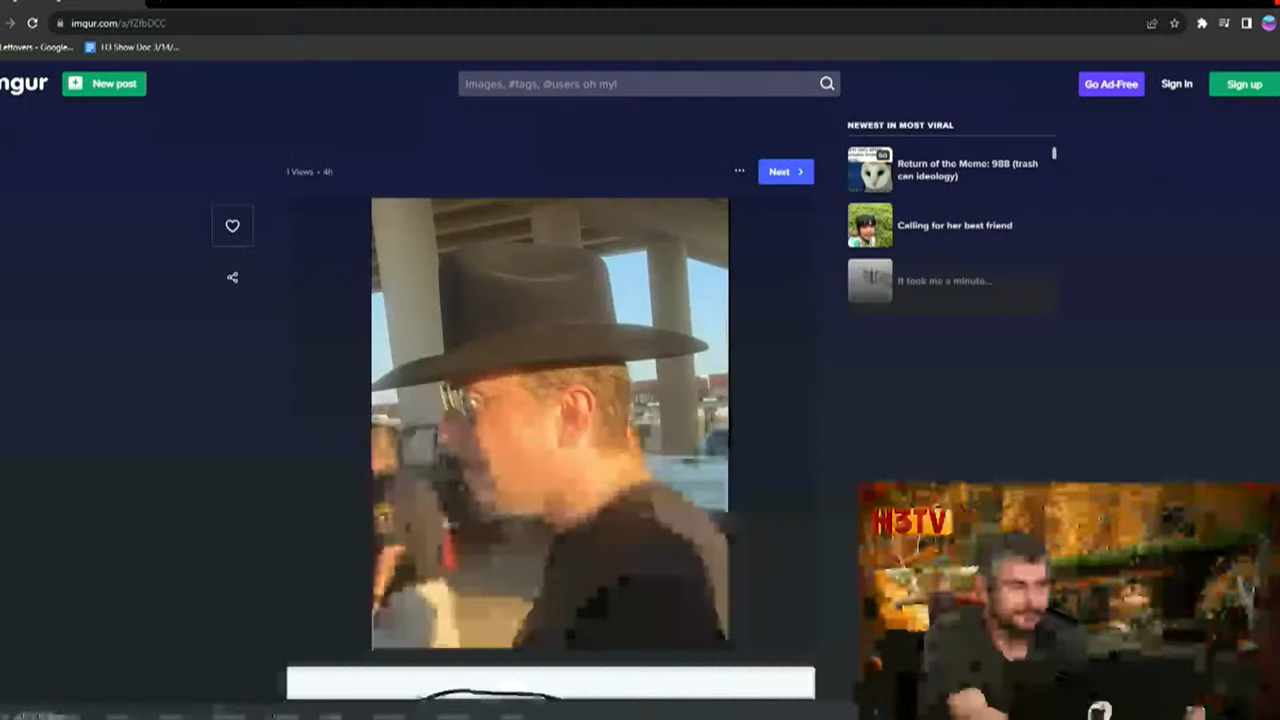 imgur.com/a/fZfbDCC
Leftovers - Google...
H3 Show Doc 3/14/...
mgur
New post
Images, #tags, @users oh my!
Go Ad-Free
Sign in
Sign up
NEWEST IN MOST VIRAL
1 Views • 4h
Next
Return of the Meme: 988 (trash
can ideology)
Calling for her best friend
It took me a minute...
H3TV